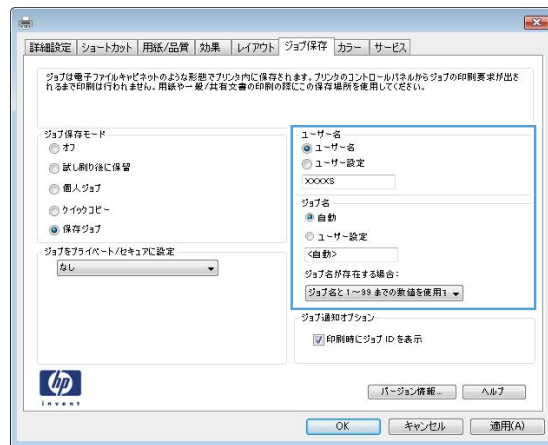 詳細設定 ショートカット 用紙/品質 効果 レイアウト ジョブ保存 カラー サービス
ジョブは電子ファイルキャビネットのような形態でプリンタ内に保存されます。プリンタのコントロールパネルからジョブの印刷要求が出さ
れるまで印刷は行われません。用紙や一般/共有文書の印刷の際にこの保存場所を使用してください。
ジョブ保存モード
オフ
試し刷り後に保留
個人ジョブ
クイックコピー
保存ジョブ
ジョブをプライベート/セキュアに設定
なし
ユーザー名
ユーザー名
ユーザー設定
XXXXS
ジョブ名
自動
ユーザー設定
<自動>
ジョブ名が存在する場合:
ジョブ名と1～99 までの数値を使用す
ジョブ通知オプション
印刷時にジョブ ID を表示
hp
invent
バージョン情報... ヘルプ
OK キャンセル 適用(A)